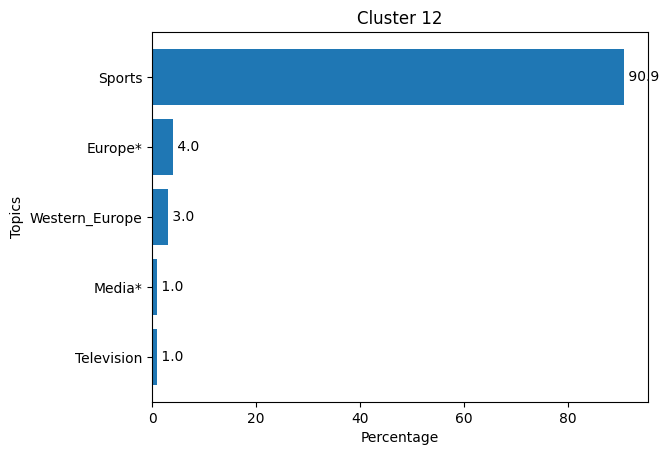 Cluster 12
Topics
Sports
90.9
Europe*
4.0
Western_Europe
3.0
Media*
1.0
Television
1.0
0
20
40
60
80
Percentage